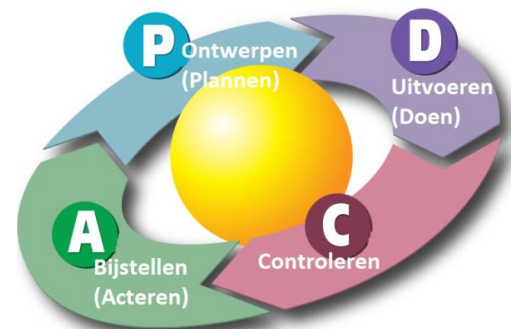 P
Ontwerpen
(Plannen)
D
Uitvoeren
(Doen)
C
Controleren
A
Bijstellen
(Acteren)